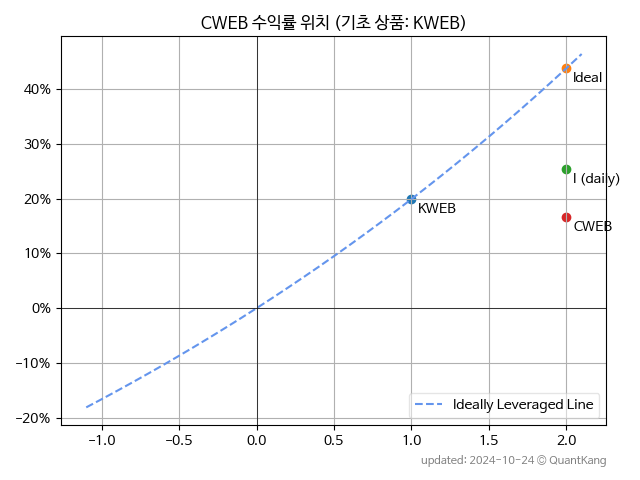 CWEB 수익률 위치 (기초 상품: KWEB)
40%
30%
20%
10%
0%
−10%
−20%
Ideal
I (daily)
KWEB
CWEB
Ideally Leveraged Line
−1.0 −0.5 0.0 0.5 1.0 1.5 2.0
updated: 2024-10-24 © QuantKang